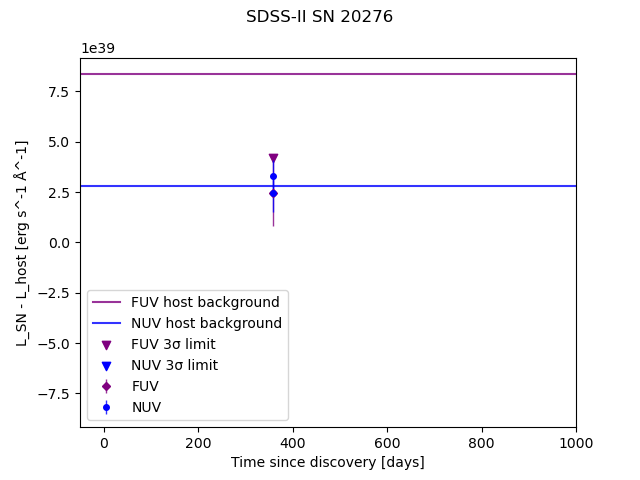 SDSS-II SN 20276
1e39
7.5
5.0
2.5
0.0
−2.5
−5.0
−7.5
L_SN - L_host [erg s^-1 Å^-1]
FUV host background
NUV host background
FUV 3σ limit
NUV 3σ limit
FUV
NUV
0 200 400 600 800 1000
Time since discovery [days]